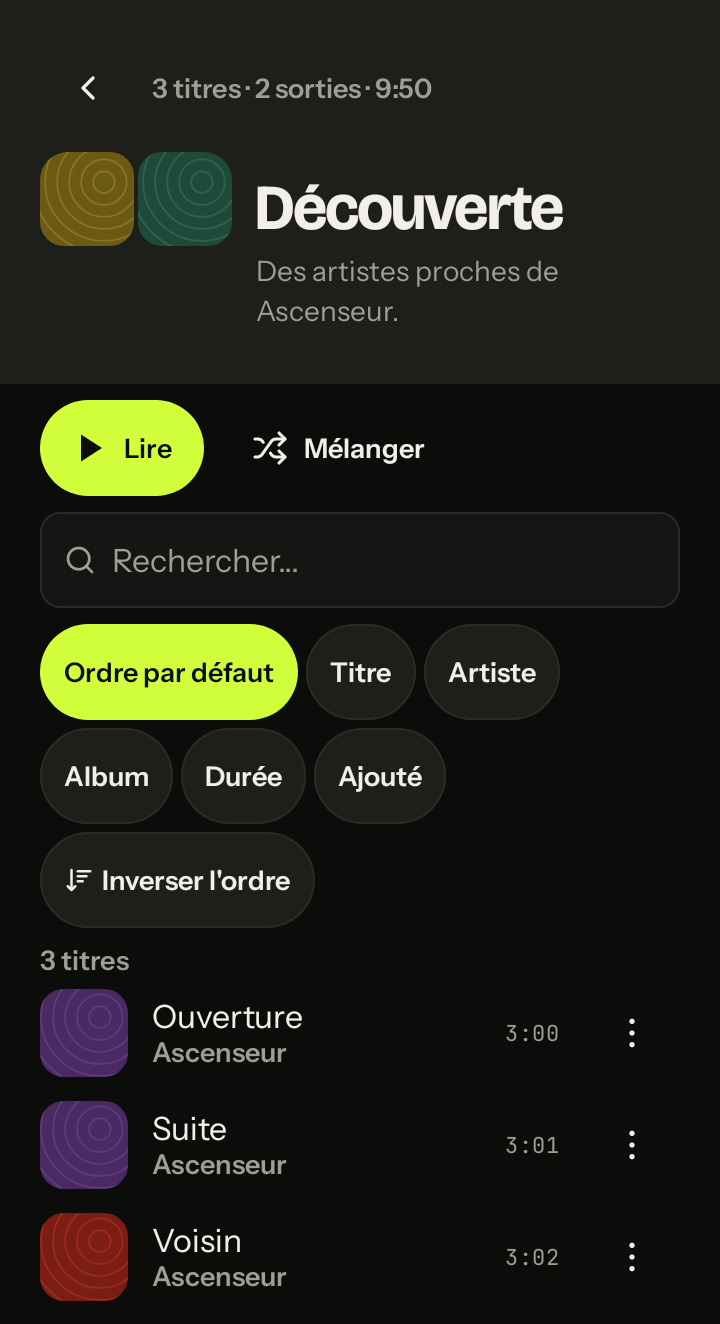 3 titres · 2 sorties · 9:50
Découverte
Des artistes proches de
Ascenseur.
Lire
Mélanger
Rechercher...
Ordre par défaut
Titre
Artiste
Album
Durée
Ajouté
Inverser l'ordre
3 titres
Ouverture
Ascenseur
3:00
Suite
Ascenseur
3:01
Voisin
Ascenseur
3:02